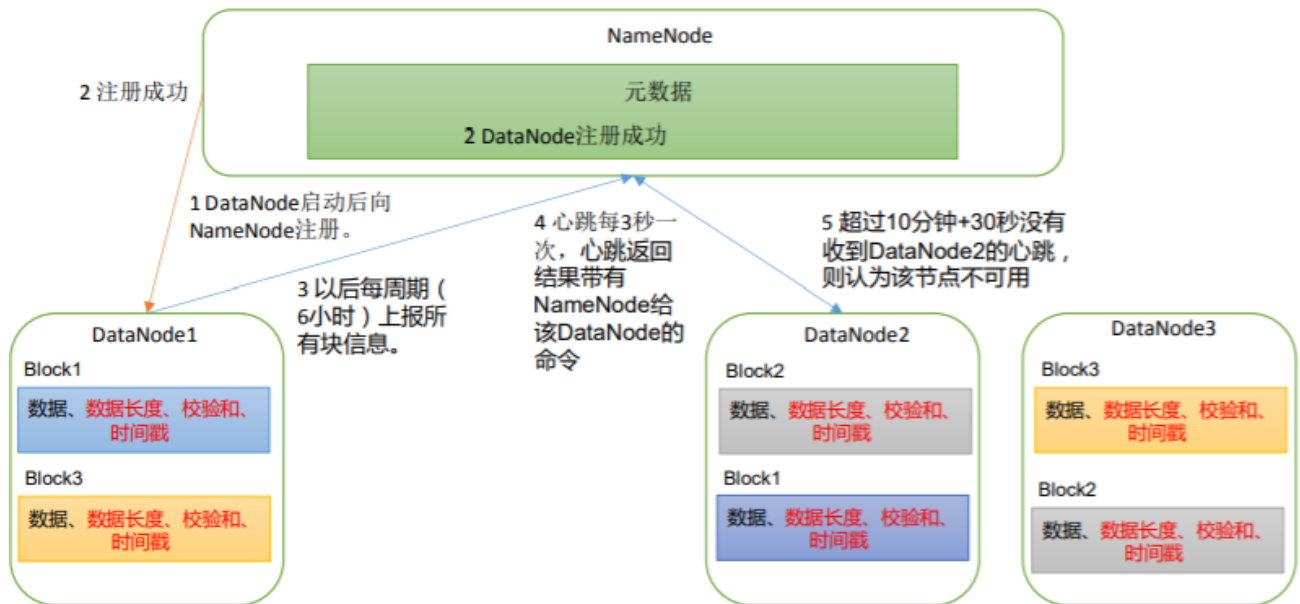 NameNode
元数据
2 DataNode注册成功
2 注册成功
1 DataNode启动后向
NameNode注册。
3 以后每周期（
6小时）上报所
有块信息。
4 心跳每3秒一
次，心跳返回
结果带有
NameNode给
该DataNode的
命令
5 超过10分钟+30秒没有
收到DataNode2的心跳，
则认为该节点不可用
DataNode1
Block1
数据、数据长度、校验和、
时间戳
Block3
数据、数据长度、校验和、
时间戳
DataNode2
Block2
数据、数据长度、校验和、
时间戳
Block1
数据、数据长度、校验和、
时间戳
DataNode3
Block3
数据、数据长度、校验和、
时间戳
Block2
数据、数据长度、校验和、
时间戳